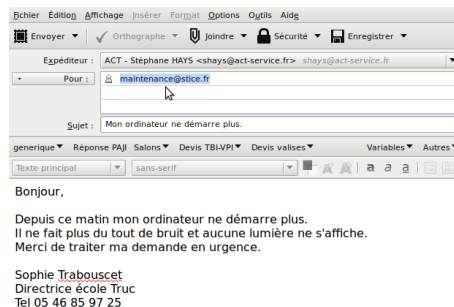 Fichier Édition Affichage Insérer Format Options Outils Aide
Envoyer Orthographe Joindre Sécurité Enregistrer
Expéditeur : ACT - Stéphane HAYS <shays@act-service.fr> shays@act-service.fr
Pour : maintenance@stice.fr
Sujet : Mon ordinateur ne démarre plus.
generique Réponse PAJI Salons Devis TBI-VPI Devis valises Variables Autres
Texte principal sans-serif A A a a a
Bonjour,
Depuis ce matin mon ordinateur ne démarre plus.
Il ne fait plus du tout de bruit et aucune lumière ne s'affiche.
Merci de traiter ma demande en urgence.
Sophie Trabouscet
Directrice école Truc
Tel 05 46 85 97 25